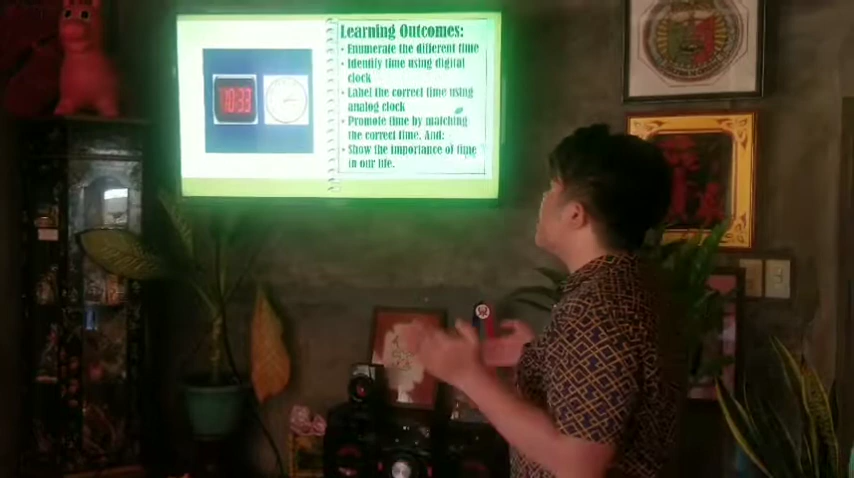 Learning Outcomes:
• Enumerate the different time
• Identify time using digital
clock
• Label the correct time using
analog clock
• Promote time by matching
the correct time. And:
• Show the importance of time
in our life.
10:33